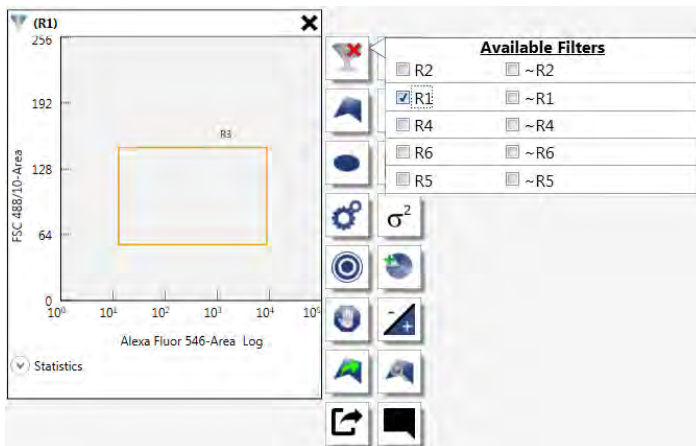 (R1)
256
192
128
64
0
FSC 488/10-Area
R3
10⁰ 10¹ 10² 10³ 10⁴ 10⁵
Alexa Fluor 546-Area Log
Statistics
Available Filters
R2 ~R2
R1 ~R1
R4 ~R4
R6 ~R6
R5 ~R5
σ²
- +